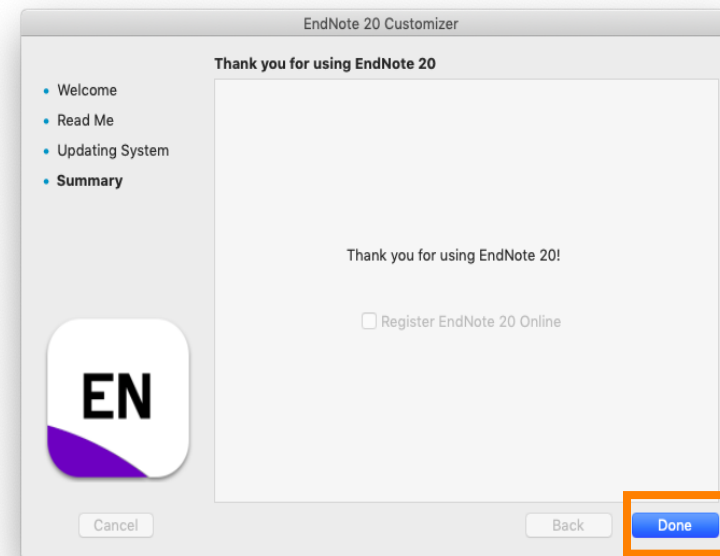 EndNote 20 Customizer
Thank you for using EndNote 20
Welcome
Read Me
Updating System
Summary
Thank you for using EndNote 20!
Register EndNote 20 Online
EN
Cancel
Back
Done